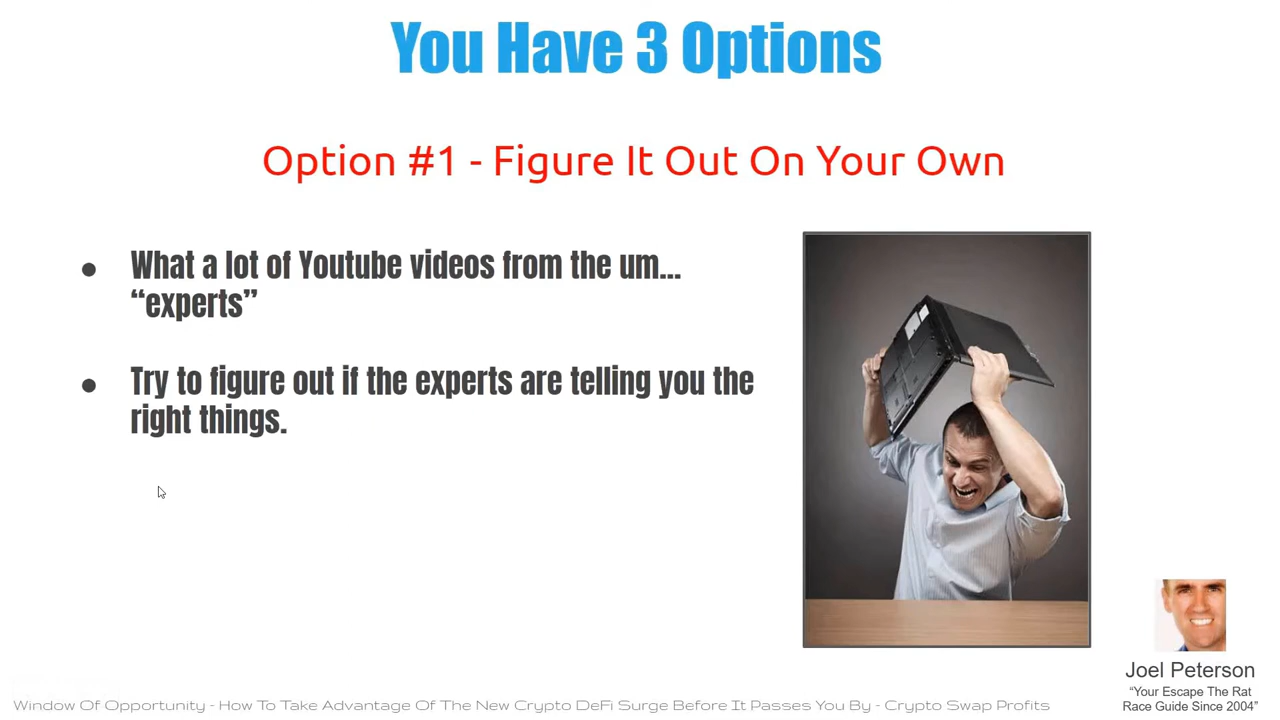 You Have 3 Options
Option #1 - Figure It Out On Your Own
● What a lot of Youtube videos from the um...
“experts”
● Try to figure out if the experts are telling you the
right things.
Joel Peterson
“Your Escape The Rat
Race Guide Since 2004”
Window Of Opportunity - How To Take Advantage Of The New Crypto DeFi Surge Before It Passes You By - Crypto Swap Profits